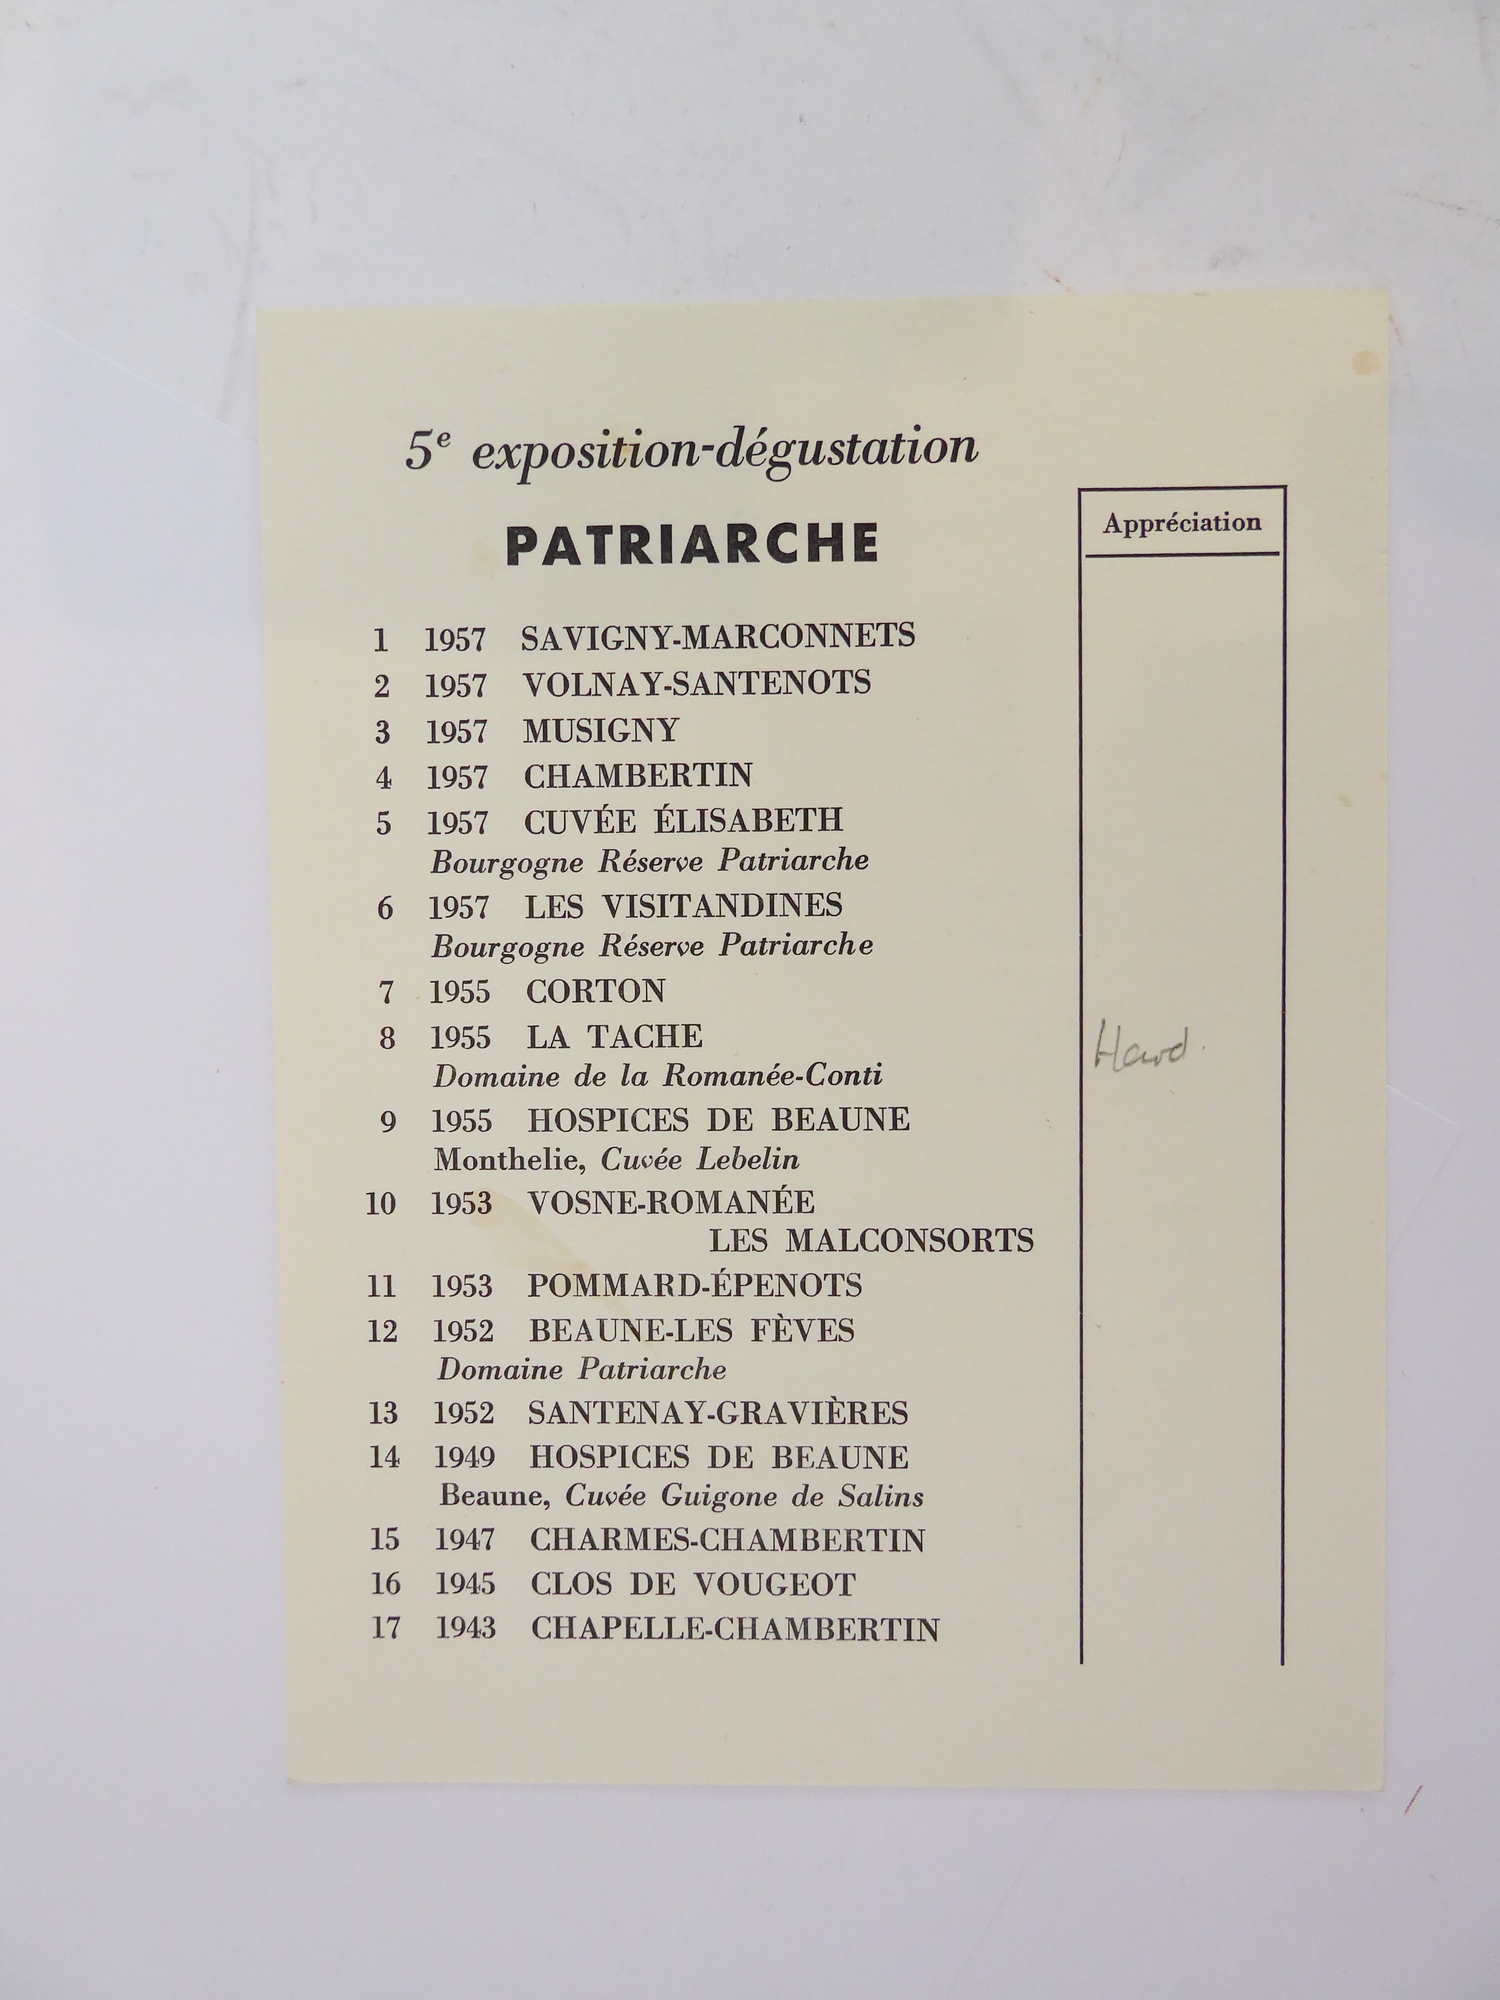 5e exposition-dégustation
PATRIARCHE
Appréciation
1 1957 SAVIGNY-MARCONNETS
2 1957 VOLNAY-SANTENOTS
3 1957 MUSIGNY
4 1957 CHAMBERTIN
5 1957 CUVÉE ÉLISABETH
Bourgogne Réserve Patriarche
6 1957 LES VISITANDINES
Bourgogne Réserve Patriarche
7 1955 CORTON
8 1955 LA TACHE Hard.
Domaine de la Romanée-Conti
9 1955 HOSPICES DE BEAUNE
Monthelie, Cuvée Lebelin
10 1953 VOSNE-ROMANÉE
LES MALCONSORTS
11 1953 POMMARD-ÉPENOTS
12 1952 BEAUNE-LES FÈVES
Domaine Patriarche
13 1952 SANTENAY-GRAVIÈRES
14 1949 HOSPICES DE BEAUNE
Beaune, Cuvée Guigone de Salins
15 1947 CHARMES-CHAMBERTIN
16 1945 CLOS DE VOUGEOT
17 1943 CHAPELLE-CHAMBERTIN